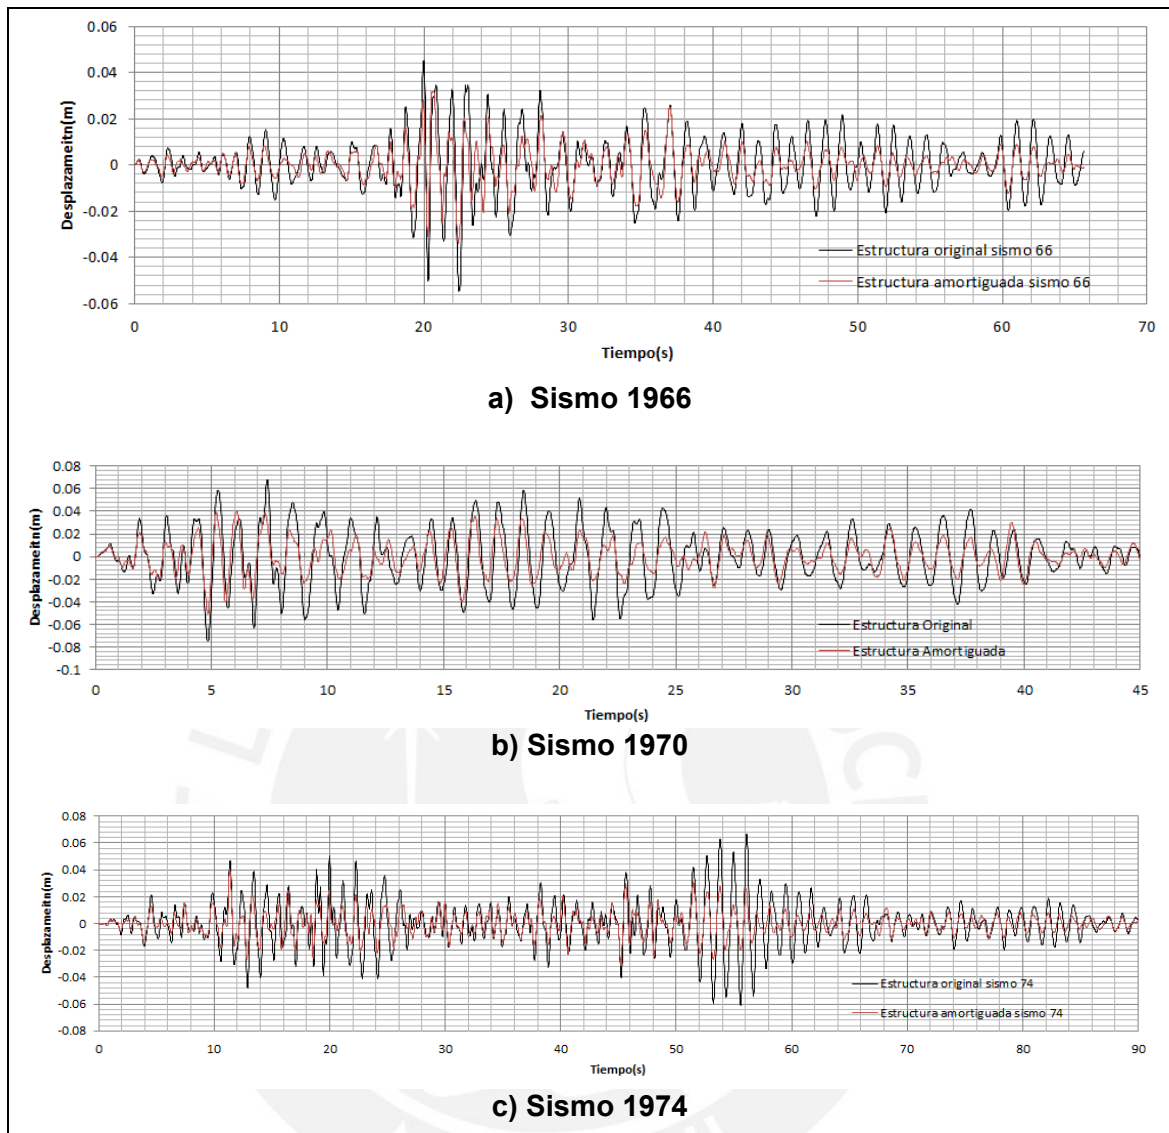 0.06
0.04
0.02
0
-0.02
-0.04
-0.06
Desplazameitn(m)
Estructura original sismo 66
Estructura amortiguada sismo 66
0 10 20 30 40 50 60 70
Tiempo(s)
a) Sismo 1966
0.08
0.06
0.04
0.02
0
-0.02
-0.04
-0.06
-0.08
-0.1
Desplazameitn(m)
Estructura Original
Estructura Amortiguada
0 5 10 15 20 25 30 35 40 45
Tiempo(s)
b) Sismo 1970
0.08
0.06
0.04
0.02
0
-0.02
-0.04
-0.06
-0.08
Desplazameitn(m)
Estructura original sismo 74
Estructura amortiguada sismo 74
0 10 20 30 40 50 60 70 80 90
Tiempo(s)
c) Sismo 1974